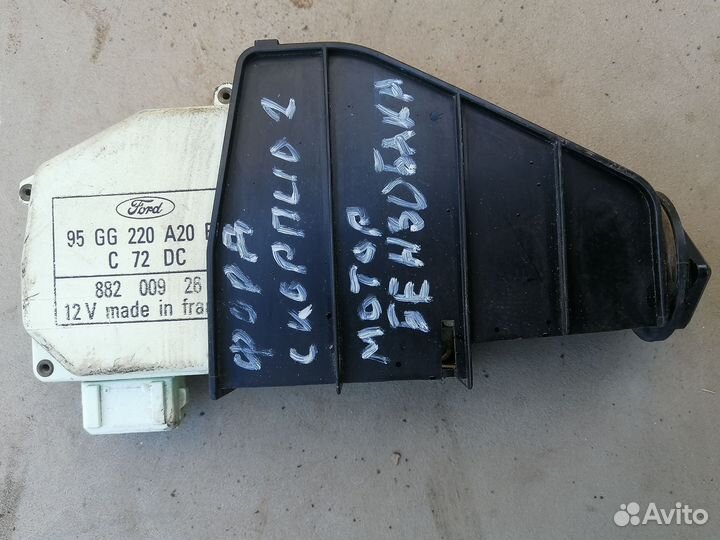 Ford
95 GG 220 A20
C 72 DC
882 009 26
12 V made in fra
ФОРД
СКОРПИО 2
МОТОР
БЕНЗОБАКА
Avito